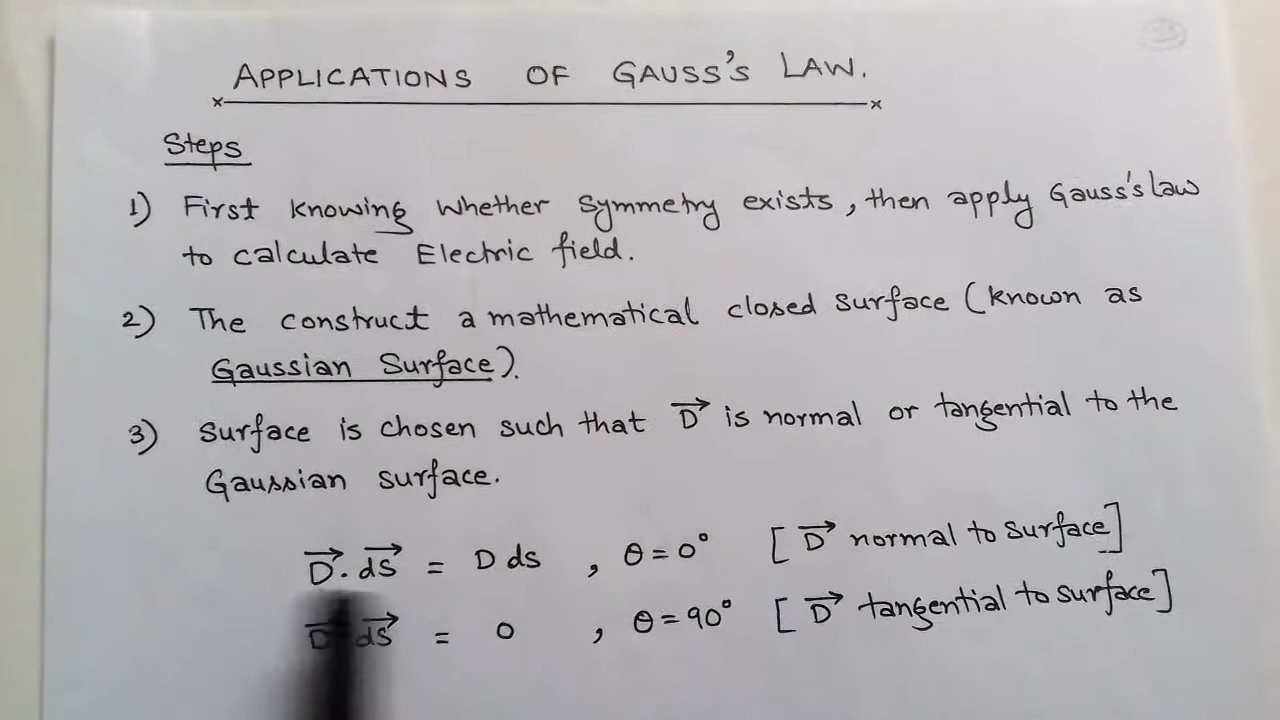 APPLICATIONS OF GAUSS'S LAW.
Steps
1) First knowing whether symmetry exists, then apply Gauss's law
to calculate Electric field.
2) The construct a mathematical closed surface (known as
Gaussian Surface).
3) Surface is chosen such that D⃗ is normal or tangential to the
Gaussian surface.
D⃗. dS⃗ = D ds , θ = 0° [D⃗ normal to surface]
D⃗ dS⃗ = 0 , θ = 90° [D⃗ tangential to surface]